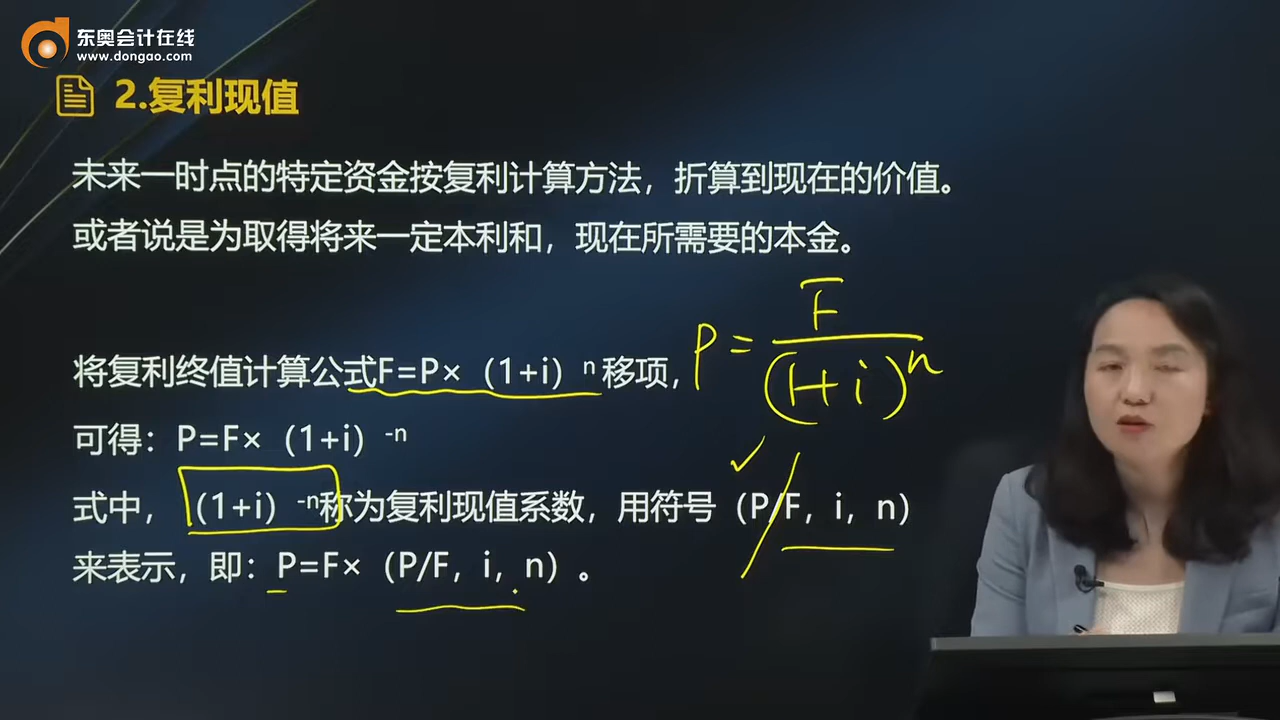 东奥会计在线
www.dongao.com
2.复利现值
未来一时点的特定资金按复利计算方法，折算到现在的价值。
或者说是为取得将来一定本利和，现在所需要的本金。
将复利终值计算公式F=P×（1+i）ⁿ移项，
P = F/(1+i)ⁿ
可得：P=F×（1+i）⁻ⁿ
式中，（1+i）⁻ⁿ称为复利现值系数，用符号（P/F，i，n）
来表示，即：P=F×（P/F，i，n）。